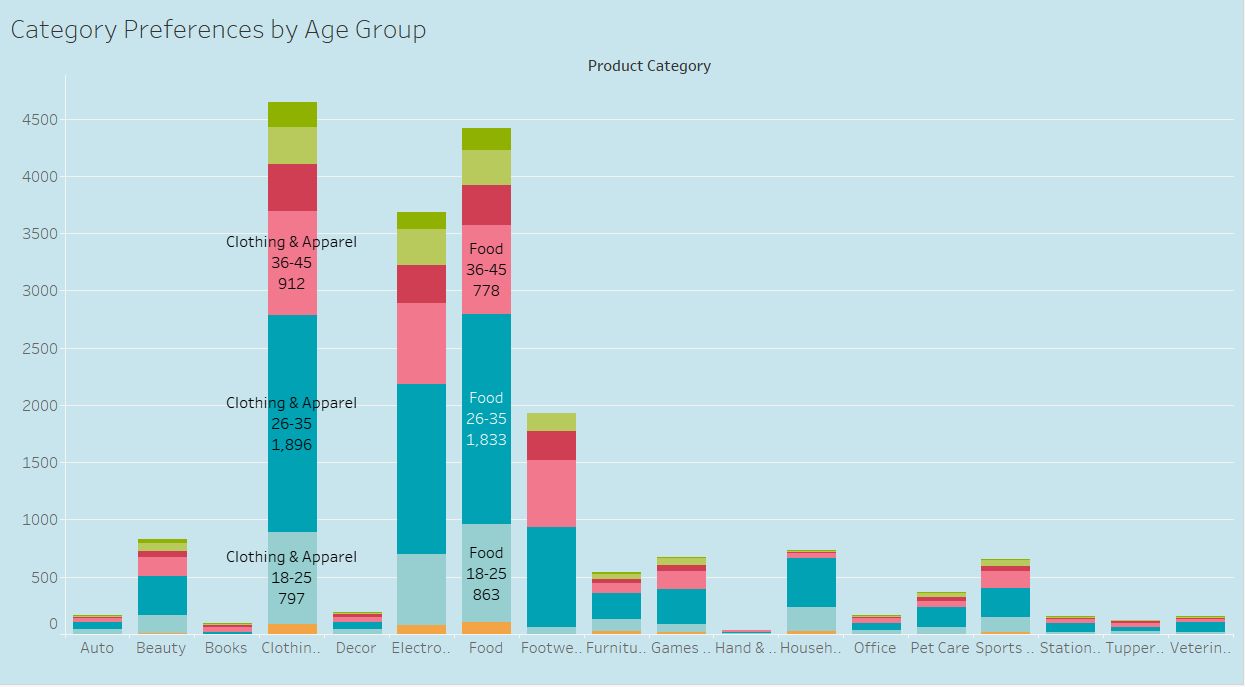 Category Preferences by Age Group
Product Category
4500
4000
3500
3000
2500
2000
1500
1000
500
0
Clothing & Apparel
36-45
912
Clothing & Apparel
26-35
1,896
Clothing & Apparel
18-25
797
Food
36-45
778
Food
26-35
1,833
Food
18-25
863
Auto
Beauty
Books
Clothin..
Decor
Electro..
Food
Footwe..
Furnitu..
Games ..
Hand & ..
Househ..
Office
Pet Care
Sports ..
Station..
Tupper..
Veterin..